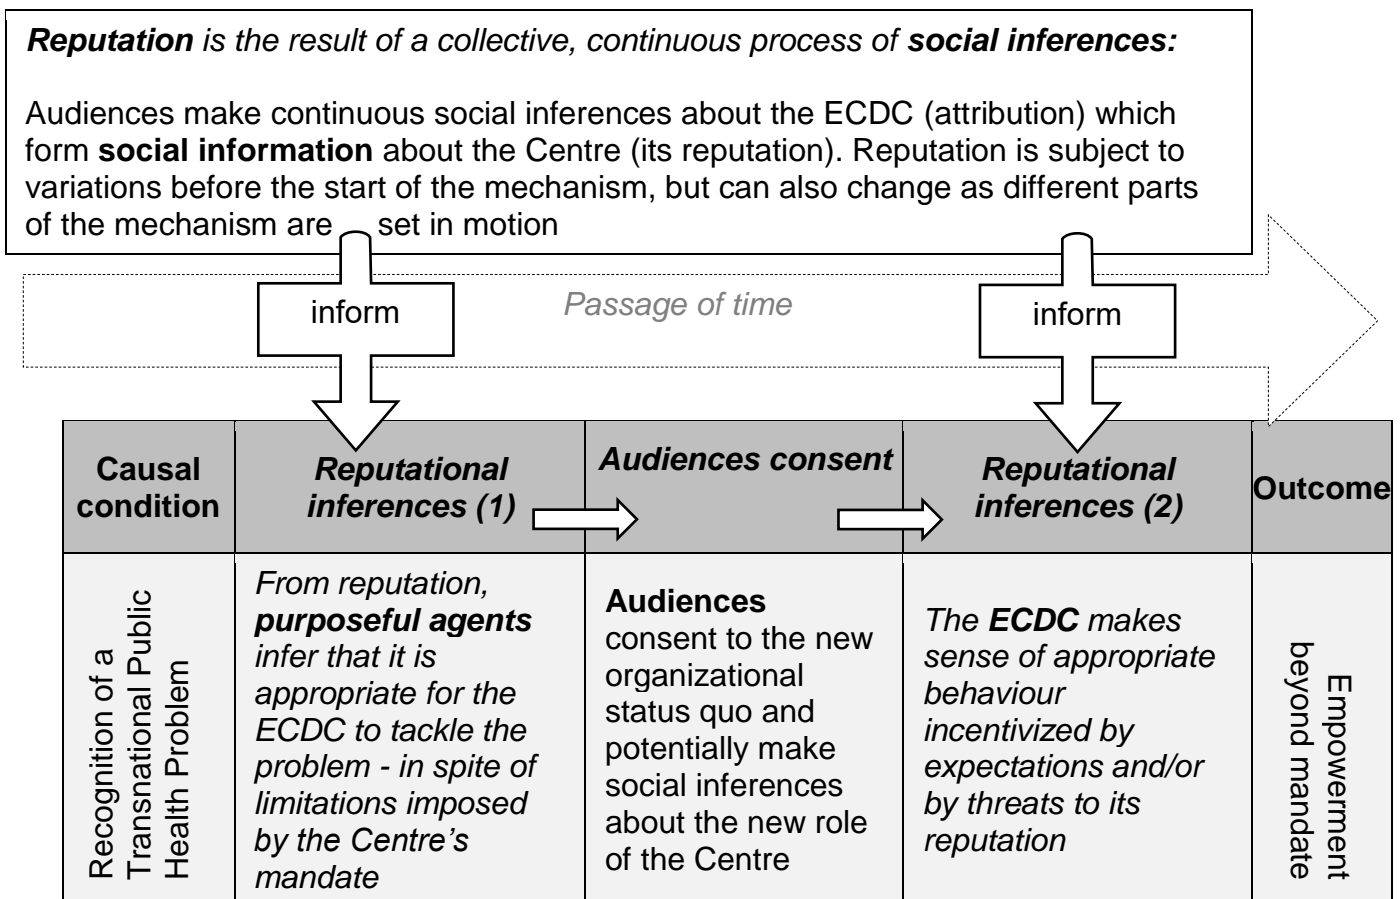 Reputation is the result of a collective, continuous process of social inferences:
Audiences make continuous social inferences about the ECDC (attribution) which
form social information about the Centre (its reputation). Reputation is subject to
variations before the start of the mechanism, but can also change as different parts
of the mechanism are set in motion
inform
Passage of time
inform
Causal
condition
Reputational
inferences (1)
Audiences consent
Reputational
inferences (2)
Outcome
Recognition of a
Transnational Public
Health Problem
From reputation,
purposeful agents
infer that it is
appropriate for the
ECDC to tackle the
problem - in spite of
limitations imposed
by the Centre's
mandate
Audiences
consent to the new
organizational
status quo and
potentially make
social inferences
about the new role
of the Centre
The ECDC makes
sense of appropriate
behaviour
incentivized by
expectations and/or
by threats to its
reputation
Empowerment
beyond mandate